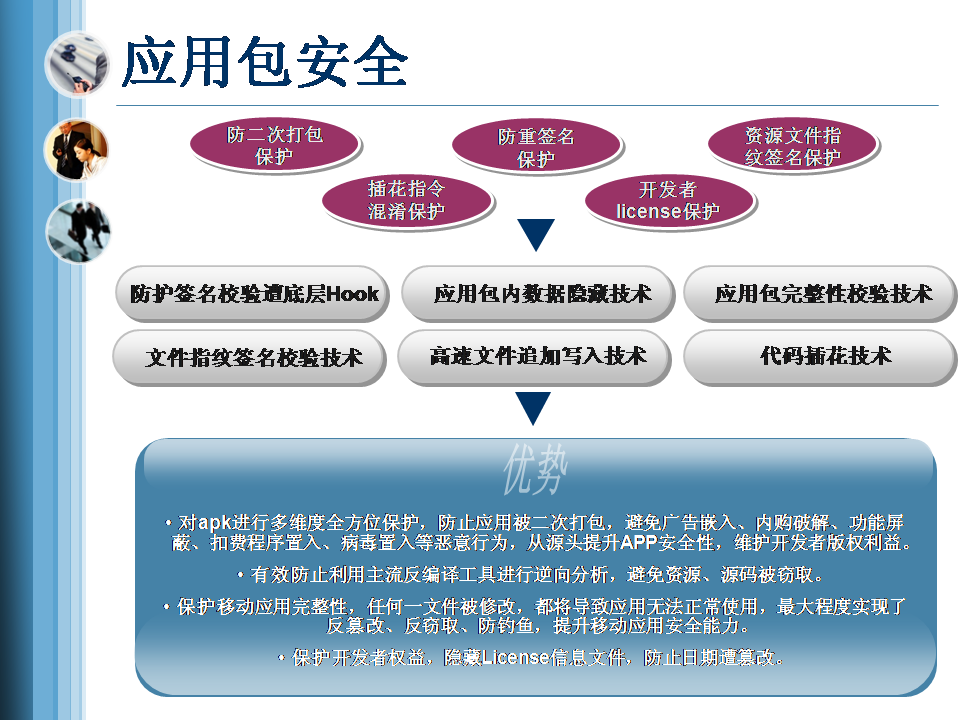 应用包安全
防二次打包
保护
防重签名
保护
资源文件指
纹签名保护
插花指令
混淆保护
开发者
license保护
防护签名校验遭底层Hook
应用包内数据隐藏技术
应用包完整性校验技术
文件指纹签名校验技术
高速文件追加写入技术
代码插花技术
优势
• 对apk进行多维度全方位保护，防止应用被二次打包，避免广告嵌入、内购破解、功能屏
蔽、扣费程序置入、病毒置入等恶意行为，从源头提升APP安全性，维护开发者版权利益。
• 有效防止利用主流反编译工具进行逆向分析，避免资源、源码被窃取。
• 保护移动应用完整性，任何一文件被修改，都将导致应用无法正常使用，最大程度实现了
反篡改、反窃取、防钓鱼，提升移动应用安全能力。
• 保护开发者权益，隐藏License信息文件，防止日期遭篡改。